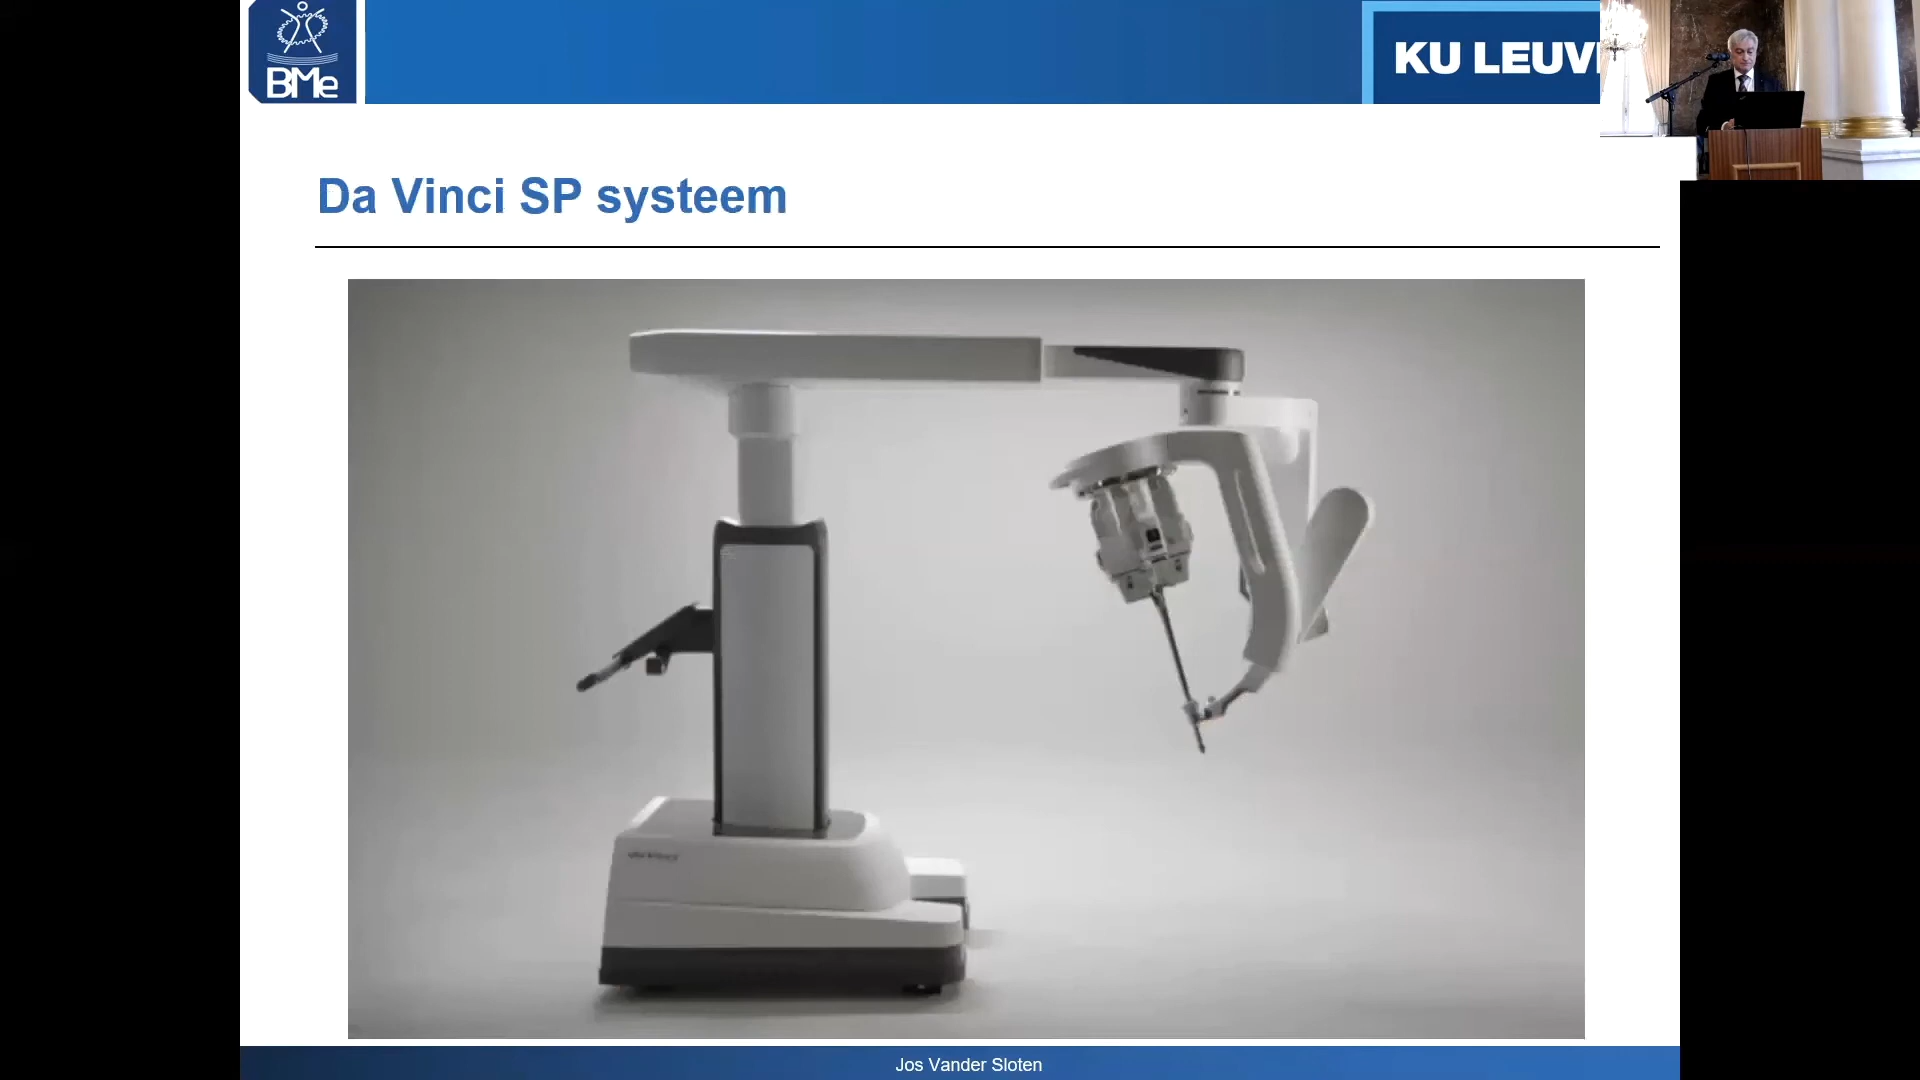 BMe
KU LEUV
Da Vinci SP systeem
Jos Vander Sloten